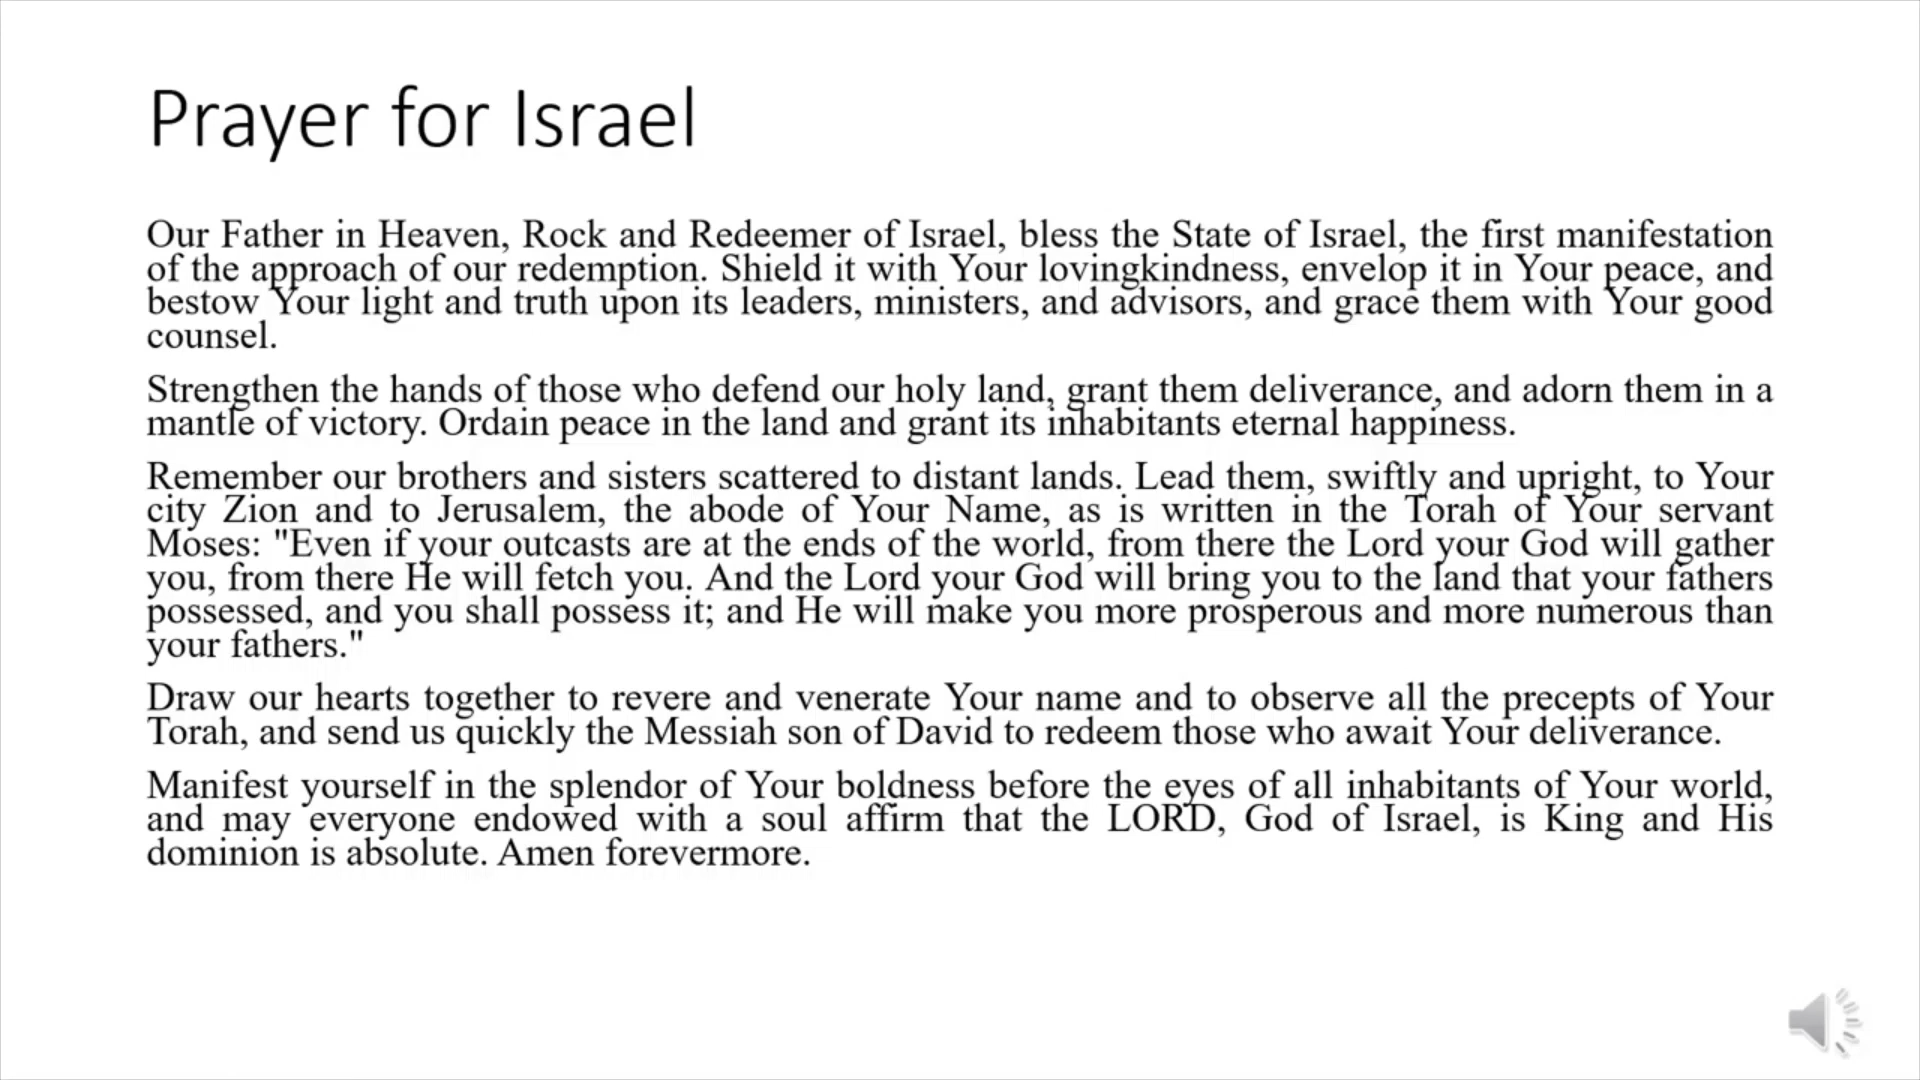 Prayer for Israel
Our Father in Heaven, Rock and Redeemer of Israel, bless the State of Israel, the first manifestation
of the approach of our redemption. Shield it with Your lovingkindness, envelop it in Your peace, and
bestow Your light and truth upon its leaders, ministers, and advisors, and grace them with Your good
counsel.
Strengthen the hands of those who defend our holy land, grant them deliverance, and adorn them in a
mantle of victory. Ordain peace in the land and grant its inhabitants eternal happiness.
Remember our brothers and sisters scattered to distant lands. Lead them, swiftly and upright, to Your
city Zion and to Jerusalem, the abode of Your Name, as is written in the Torah of Your servant
Moses: "Even if your outcasts are at the ends of the world, from there the Lord your God will gather
you, from there He will fetch you. And the Lord your God will bring you to the land that your fathers
possessed, and you shall possess it; and He will make you more prosperous and more numerous than
your fathers."
Draw our hearts together to revere and venerate Your name and to observe all the precepts of Your
Torah, and send us quickly the Messiah son of David to redeem those who await Your deliverance.
Manifest yourself in the splendor of Your boldness before the eyes of all inhabitants of Your world,
and may everyone endowed with a soul affirm that the LORD, God of Israel, is King and His
dominion is absolute. Amen forevermore.